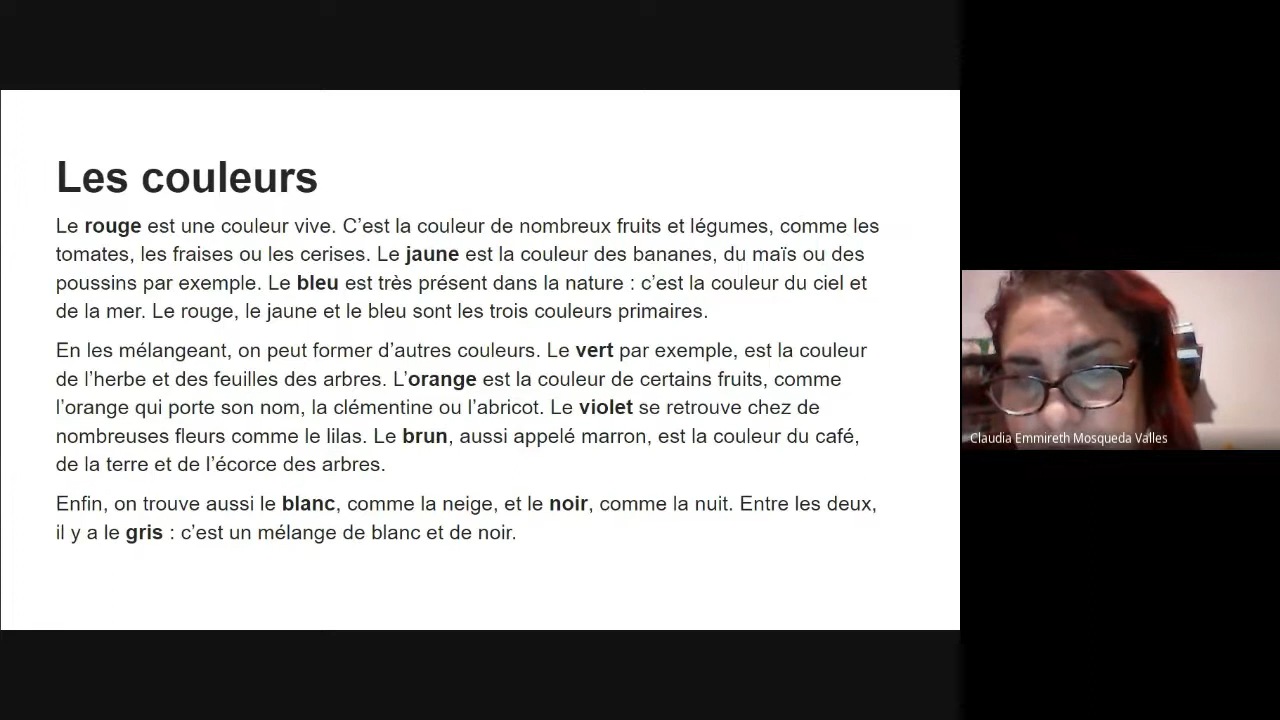 Les couleurs
Le rouge est une couleur vive. C’est la couleur de nombreux fruits et légumes, comme les
tomates, les fraises ou les cerises. Le jaune est la couleur des bananes, du maïs ou des
poussins par exemple. Le bleu est très présent dans la nature : c’est la couleur du ciel et
de la mer. Le rouge, le jaune et le bleu sont les trois couleurs primaires.
En les mélangeant, on peut former d’autres couleurs. Le vert par exemple, est la couleur
de l’herbe et des feuilles des arbres. L’orange est la couleur de certains fruits, comme
l’orange qui porte son nom, la clémentine ou l’abricot. Le violet se retrouve chez de
nombreuses fleurs comme le lilas. Le brun, aussi appelé marron, est la couleur du café,
de la terre et de l’écorce des arbres.
Enfin, on trouve aussi le blanc, comme la neige, et le noir, comme la nuit. Entre les deux,
il y a le gris : c’est un mélange de blanc et de noir.
Claudia Emmireth Mosqueda Valles